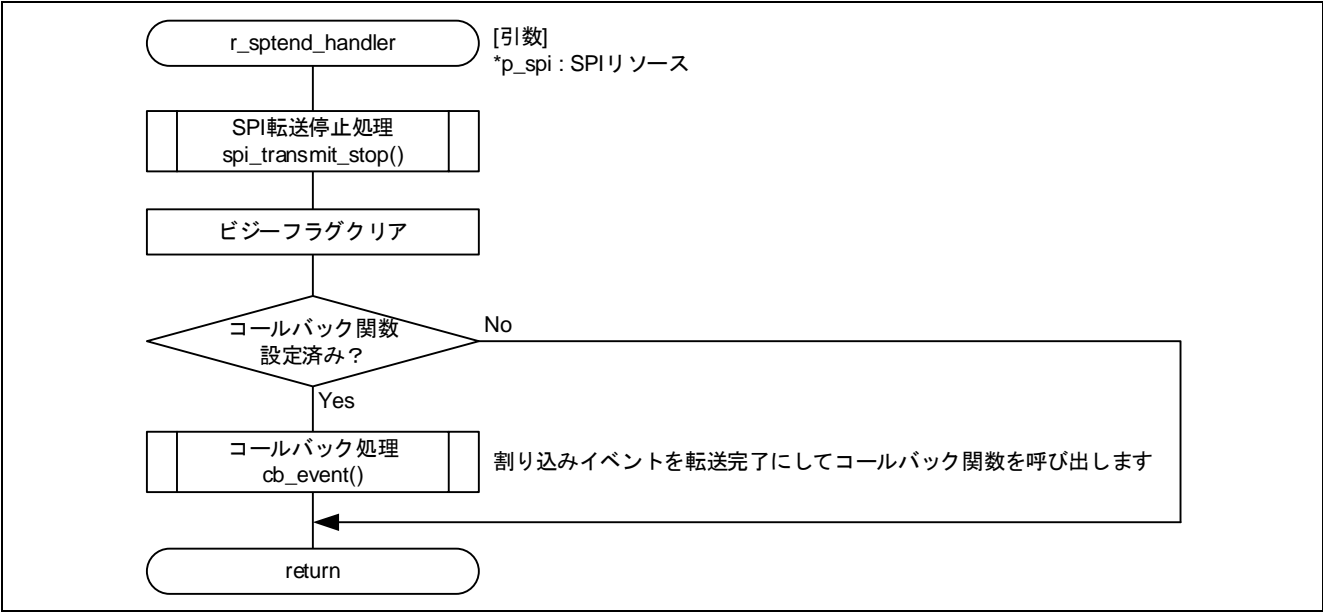 r_sptend_handler
[引数]
*p_spi : SPIリソース
SPI転送停止処理
spi_transmit_stop()
ビジーフラグクリア
コールバック関数
設定済み？
No
Yes
コールバック処理
cb_event()
割り込みイベントを転送完了にしてコールバック関数を呼び出します
return